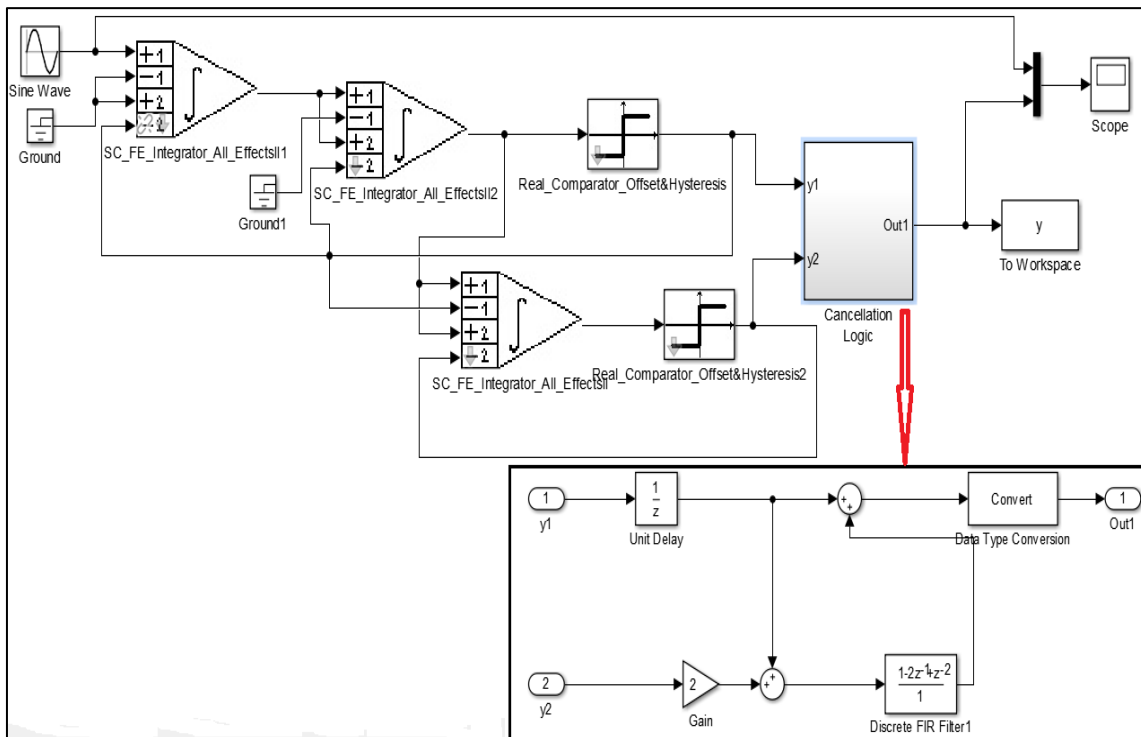 Sine Wave
Ground
+1
-1
+2
-2
SC_FE_Integrator_All_EffectsII1
+1
-1
+2
-2
SC_FE_Integrator_All_EffectsII2
Ground1
Real_Comparator_Offset&Hysteresis
+1
-1
+2
-2
SC_FE_Integrator_All_EffectsII
Real_Comparator_Offset&Hysteresis2
y1
y2
Out1
Cancellation
Logic
Scope
y
To Workspace
1
y1
1
z
Unit Delay
+
+
Convert
Data Type Conversion
1
Out1
2
y2
2
Gain
+
+
1-2z⁻¹+z⁻²
1
Discrete FIR Filter1